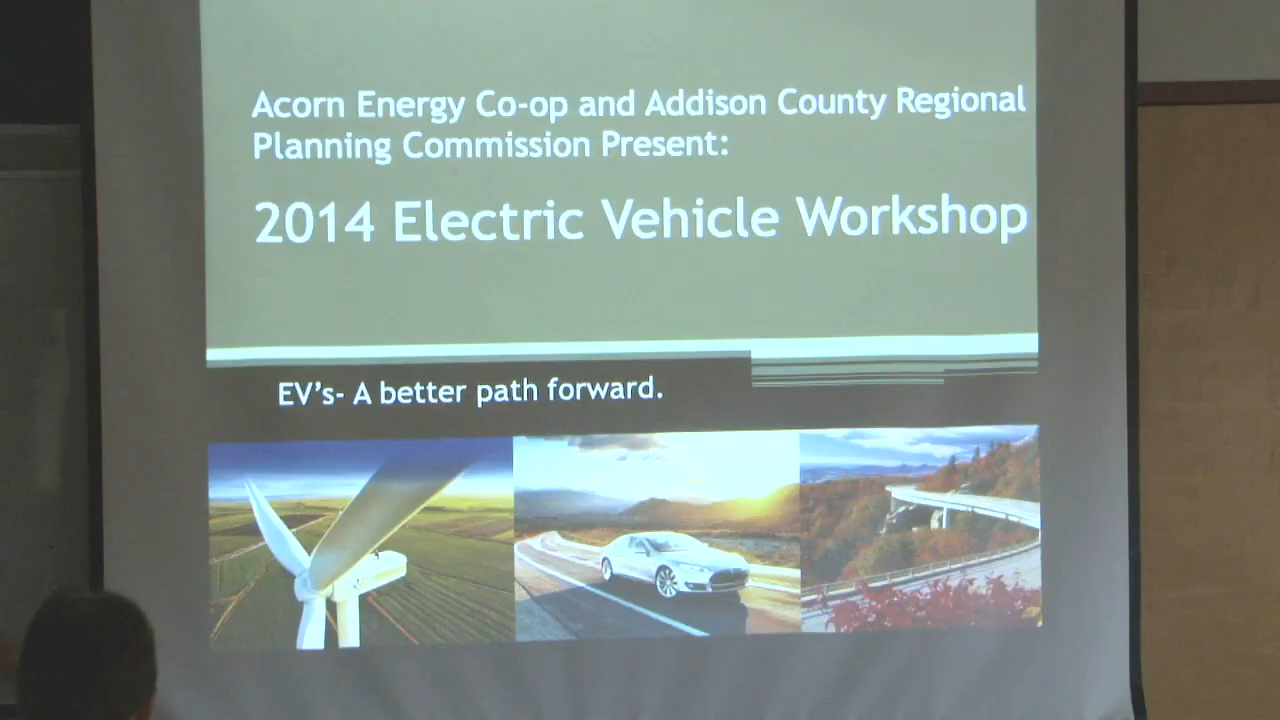 Acorn Energy Co-op and Addison County Regional
Planning Commission Present:
2014 Electric Vehicle Workshop
EV's- A better path forward.